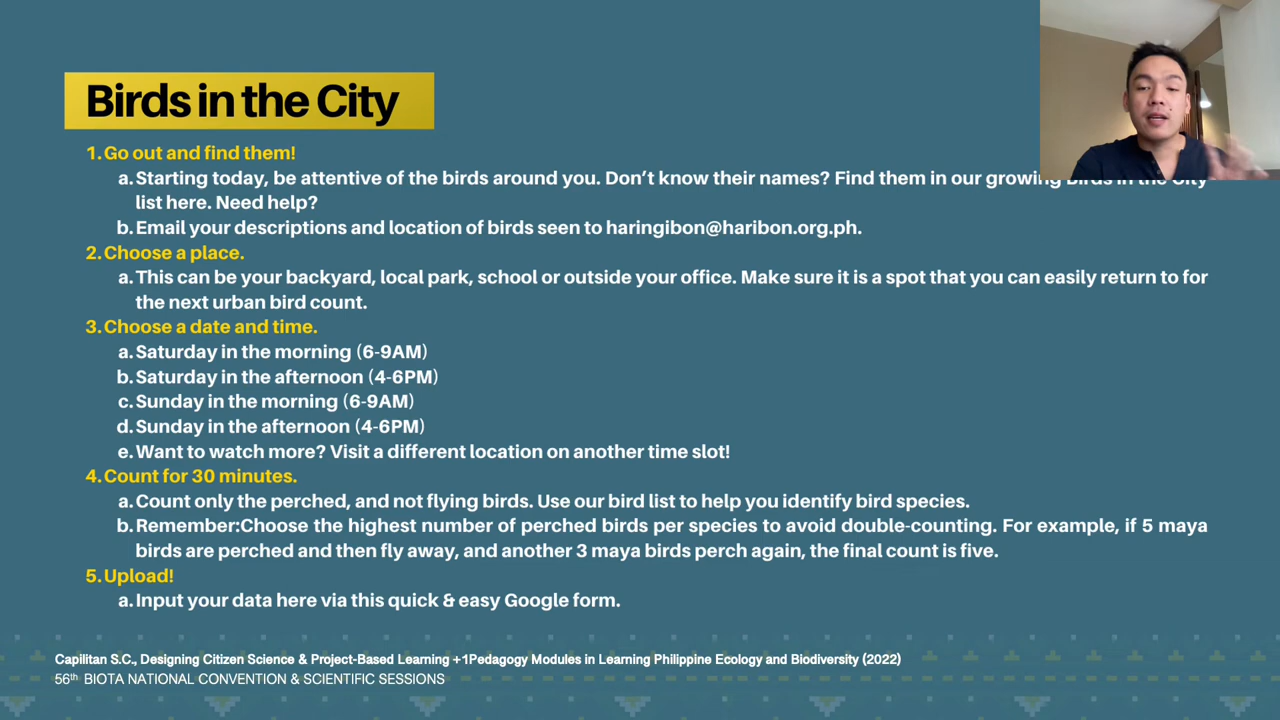 Birds in the City
1. Go out and find them!
a. Starting today, be attentive of the birds around you. Don’t know their names? Find them in our growing Birds in the City
list here. Need help?
b. Email your descriptions and location of birds seen to haringibon@haribon.org.ph.
2. Choose a place.
a. This can be your backyard, local park, school or outside your office. Make sure it is a spot that you can easily return to for
the next urban bird count.
3. Choose a date and time.
a. Saturday in the morning (6-9AM)
b. Saturday in the afternoon (4-6PM)
c. Sunday in the morning (6-9AM)
d. Sunday in the afternoon (4-6PM)
e. Want to watch more? Visit a different location on another time slot!
4. Count for 30 minutes.
a. Count only the perched, and not flying birds. Use our bird list to help you identify bird species.
b. Remember:Choose the highest number of perched birds per species to avoid double-counting. For example, if 5 maya
birds are perched and then fly away, and another 3 maya birds perch again, the final count is five.
5. Upload!
a. Input your data here via this quick & easy Google form.
Capilitan S.C., Designing Citizen Science & Project-Based Learning +1Pedagogy Modules in Learning Philippine Ecology and Biodiversity (2022)
56th BIOTA NATIONAL CONVENTION & SCIENTIFIC SESSIONS